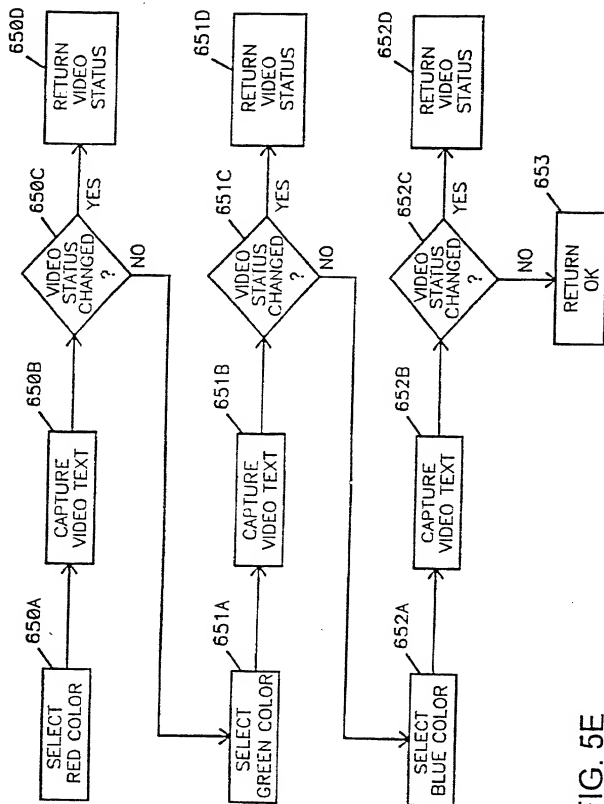 650A
SELECT
RED COLOR
650B
CAPTURE
VIDEO TEXT
650C
VIDEO
STATUS
CHANGED
?
YES
NO
650D
RETURN
VIDEO
STATUS
651A
SELECT
GREEN COLOR
651B
CAPTURE
VIDEO TEXT
651C
VIDEO
STATUS
CHANGED
?
YES
NO
651D
RETURN
VIDEO
STATUS
652A
SELECT
BLUE COLOR
652B
CAPTURE
VIDEO TEXT
652C
VIDEO
STATUS
CHANGED
?
YES
NO
652D
RETURN
VIDEO
STATUS
653
RETURN
OK
FIG. 5E